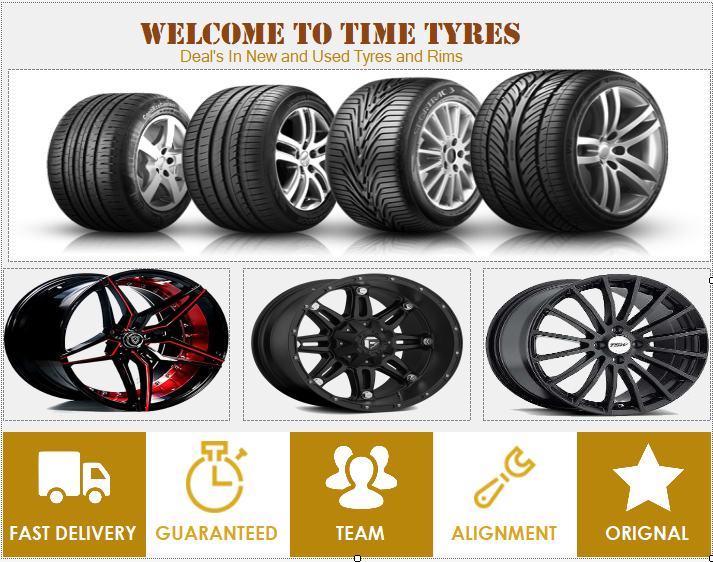 WELCOME TO TIME TYRES
Deal's In New and Used Tyres and Rims
FAST DELIVERY
GUARANTEED
TEAM
ALIGNMENT
ORIGNAL